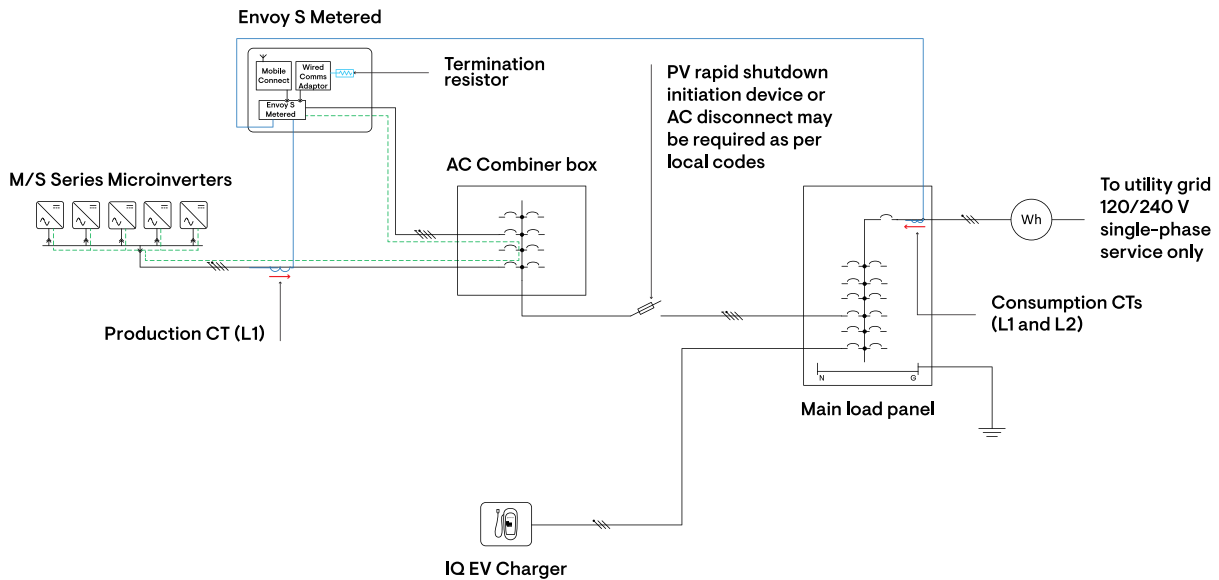 Envoy S Metered
Mobile
Connect
Wired
Comms
Adaptor
Envoy S
Metered
Termination
resistor
PV rapid shutdown
initiation device or
AC disconnect may
be required as per
local codes
AC Combiner box
M/S Series Microinverters
To utility grid
120/240 V
single-phase
service only
Wh
Production CT (L1)
Consumption CTs
(L1 and L2)
N
G
Main load panel
IQ EV Charger